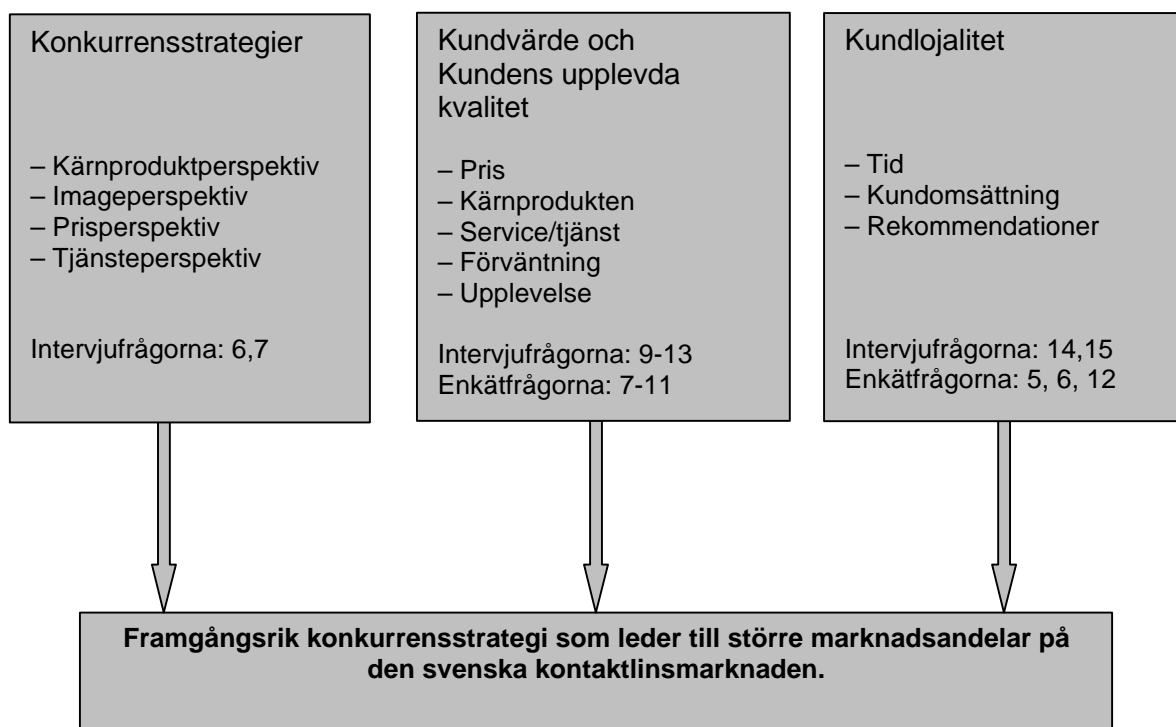 Konkurrensstrategier
– Kärnproduktperspektiv
– Imageperspektiv
– Prisperspektiv
– Tjänsteperspektiv
Intervjufrågorna: 6,7
Kundvärde och
Kundens upplevda
kvalitet
– Pris
– Kärnprodukten
– Service/tjänst
– Förväntning
– Upplevelse
Intervjufrågorna: 9-13
Enkätfrågorna: 7-11
Kundlojalitet
– Tid
– Kundomsättning
– Rekommendationer
Intervjufrågorna: 14,15
Enkätfrågorna: 5, 6, 12
Framgångsrik konkurrensstrategi som leder till större marknadsandelar på
den svenska kontaktlinsmarknaden.